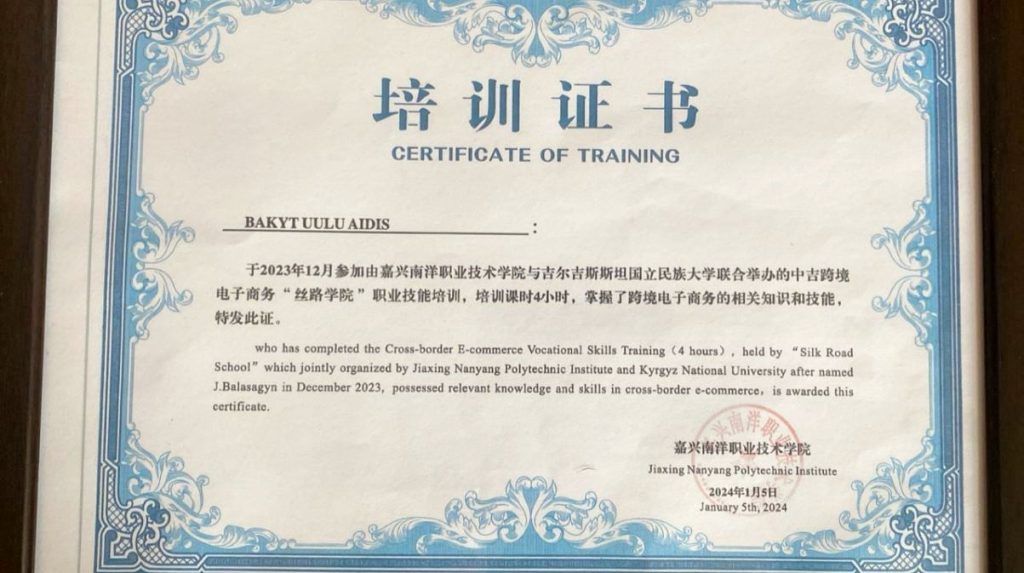 培训证书
CERTIFICATE OF TRAINING
BAKYT UULU AIDIS :
于2023年12月参加由嘉兴南洋职业技术学院与吉尔吉斯斯坦国立民族大学联合举办的中吉跨境
电子商务“丝路学院”职业技能培训，培训课时4小时，掌握了跨境电子商务的相关知识和技能，
特发此证。
who has completed the Cross-border E-commerce Vocational Skills Training（4 hours）, held by “Silk Road
School”which jointly organized by Jiaxing Nanyang Polytechnic Institute and Kyrgyz National University after named
J.Balasagyn in December 2023, possessed relevant knowledge and skills in cross-border e-commerce，is awarded this
certificate.
兴南洋职业
嘉兴南洋职业技术学院
Jiaxing Nanyang Polytechnic Institute
2024年1月5日
January 5th, 2024